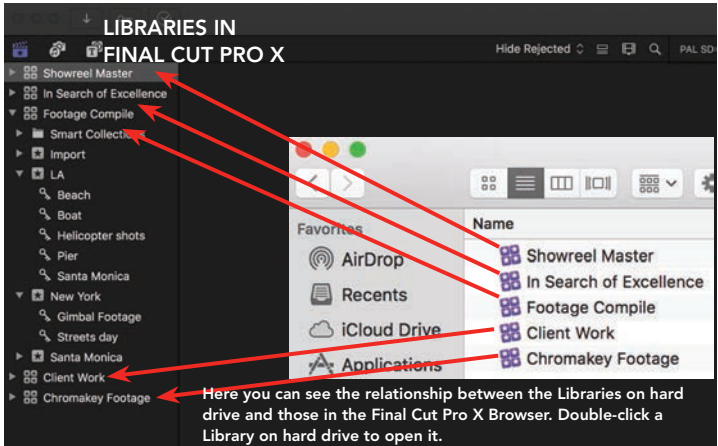 LIBRARIES IN
FINAL CUT PRO X
Hide Rejected
PAL SD
Showreel Master
In Search of Excellence
Footage Compile
Smart Collections
Import
LA
Beach
Boat
Helicopter shots
Pier
Santa Monica
New York
Gimbal Footage
Streets day
Santa Monica
Client Work
Chromakey Footage
Favorites
AirDrop
Recents
iCloud Drive
Applications
Name
Showreel Master
In Search of Excellence
Footage Compile
Client Work
Chromakey Footage
Here you can see the relationship between the Libraries on hard
drive and those in the Final Cut Pro X Browser. Double-click a
Library on hard drive to open it.